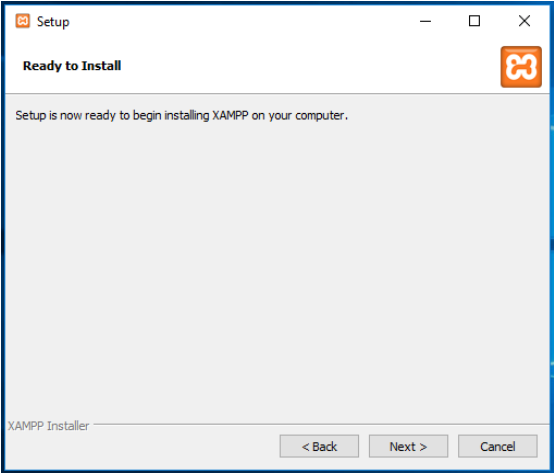 Setup
Ready to Install
Setup is now ready to begin installing XAMPP on your computer.
XAMPP Installer
< Back
Next >
Cancel